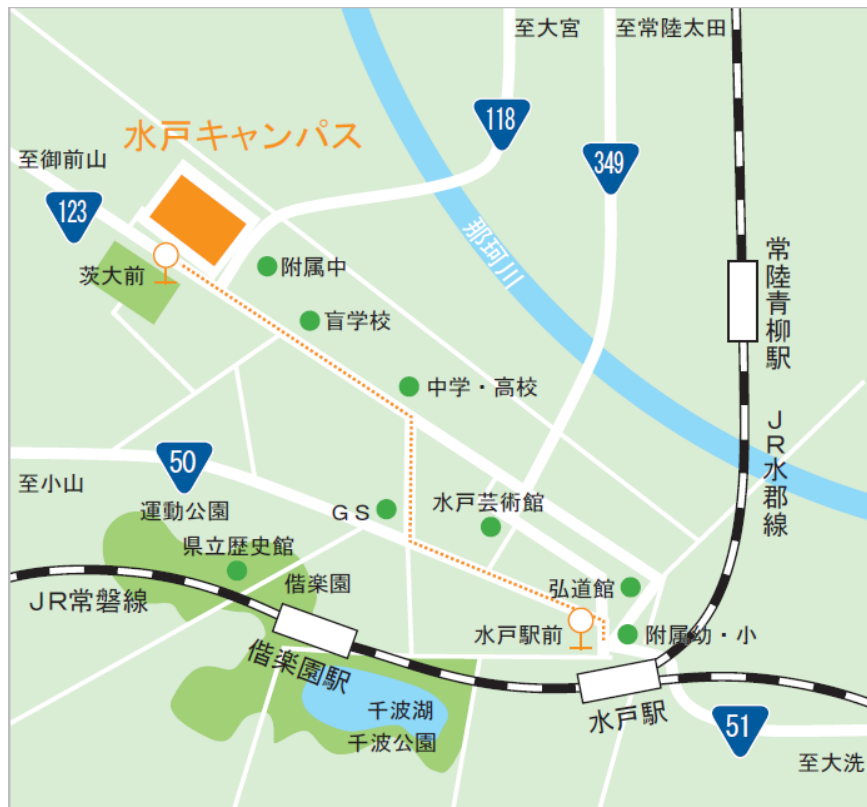 至大宮
至常陸太田
118
水戸キャンパス
349
至御前山
123
那珂川
茨大前
附属中
常陸青柳駅
盲学校
中学・高校
JR水郡線
50
至小山
運動公園
GS
水戸芸術館
県立歴史館
偕楽園
弘道館
JR常磐線
水戸駅前
附属幼・小
偕楽園駅
水戸駅
千波湖
千波公園
51
至大洗